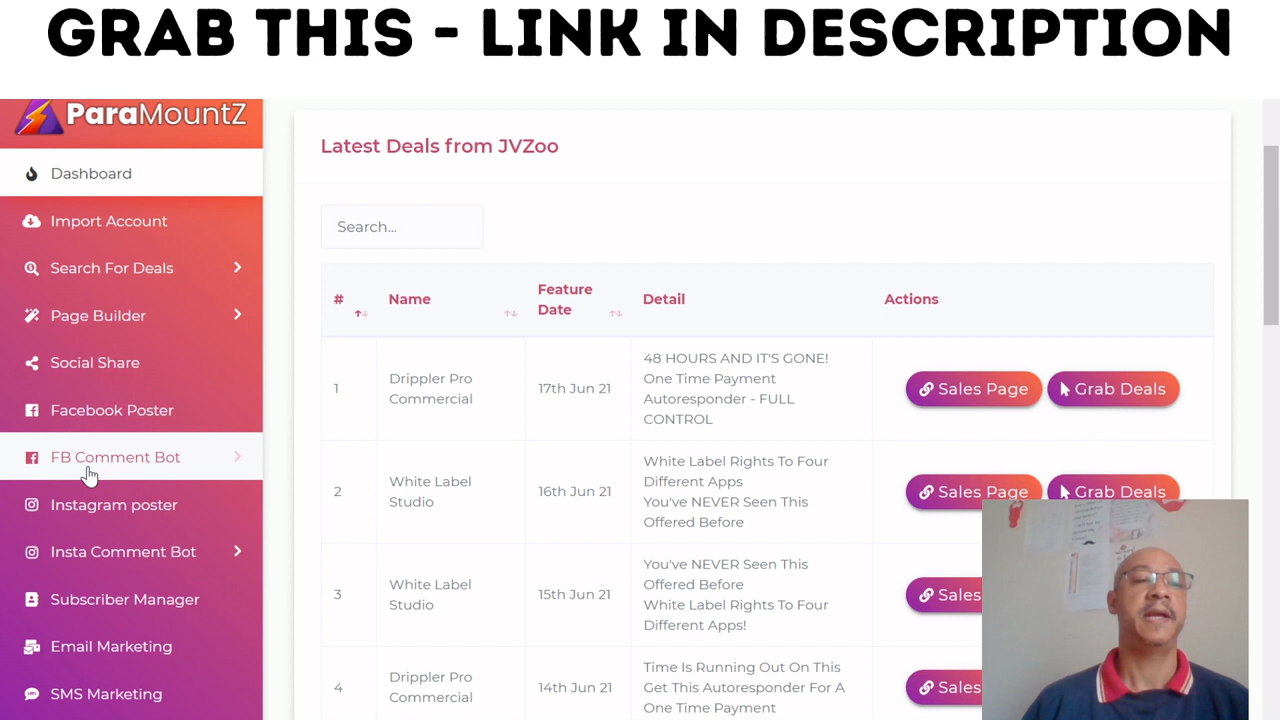 GRAB THIS - LINK IN DESCRIPTION
ParaMountZ
Dashboard
Import Account
Search For Deals
Page Builder
Social Share
Facebook Poster
FB Comment Bot
Instagram poster
Insta Comment Bot
Subscriber Manager
Email Marketing
SMS Marketing
Latest Deals from JVZoo
Search...
# Name Feature Date Detail Actions
1 Drippler Pro Commercial 17th Jun 21
48 HOURS AND IT'S GONE!
One Time Payment
Autoresponder - FULL
CONTROL
Sales Page Grab Deals
2 White Label Studio 16th Jun 21
White Label Rights To Four
Different Apps
You've NEVER Seen This
Offered Before
Sales Page Grab Deals
3 White Label Studio 15th Jun 21
You've NEVER Seen This
Offered Before
White Label Rights To Four
Different Apps!
Sales
4 Drippler Pro Commercial 14th Jun 21
Time Is Running Out On This
Get This Autoresponder For A
One Time Payment
Sales